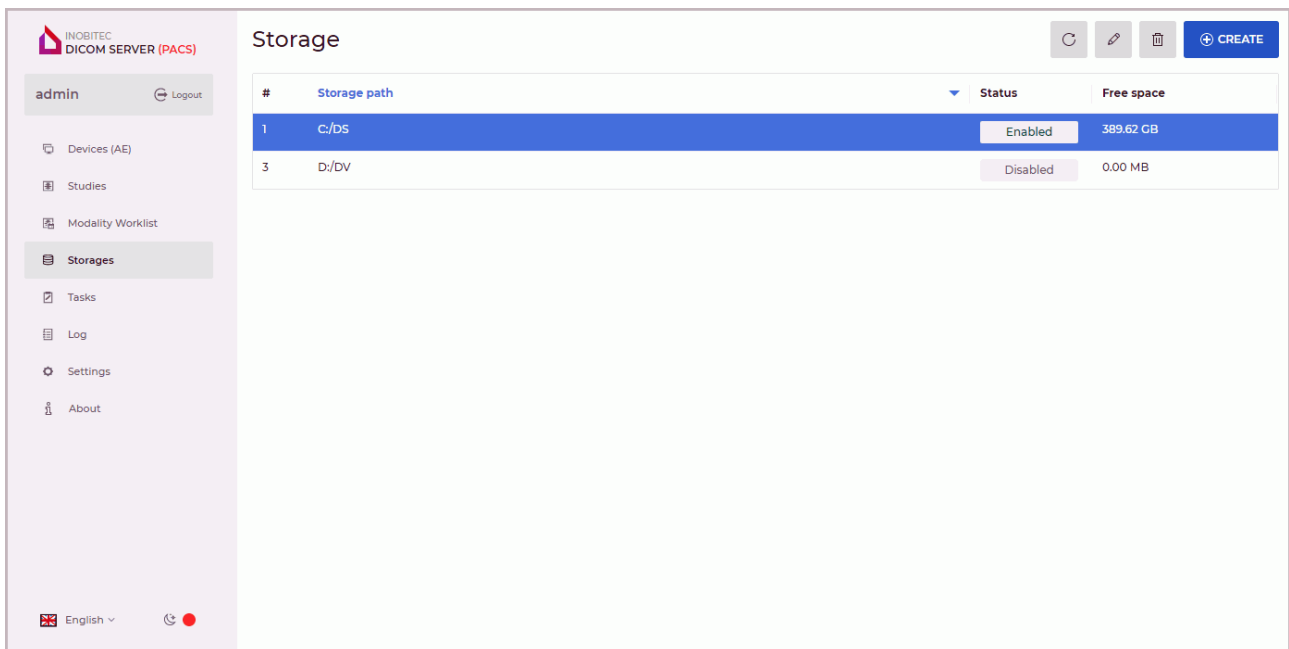 INOBITEC
DICOM SERVER (PACS)
admin
Logout
Devices (AE)
Studies
Modality Worklist
Storages
Tasks
Log
Settings
About
English
Storage
CREATE
# Storage path Status Free space
1 C:/DS Enabled 389.62 GB
3 D:/DV Disabled 0.00 MB